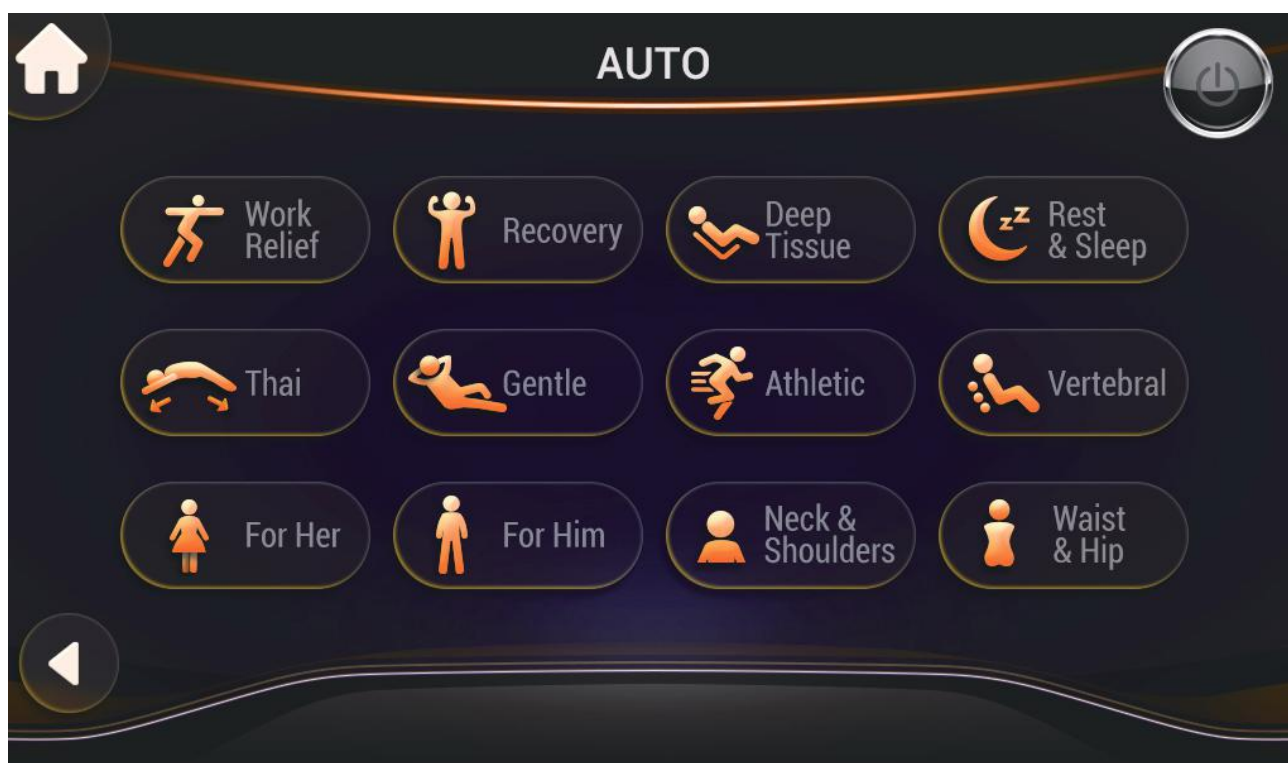 AUTO
Work
Relief
Recovery
Deep
Tissue
zZ Rest
& Sleep
Thai
Gentle
Athletic
Vertebral
For Her
For Him
Neck &
Shoulders
Waist
& Hip